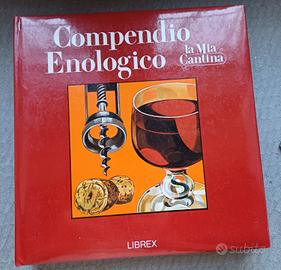 Compendio
Enologico
la Mia
Cantina
LIBREX
subito